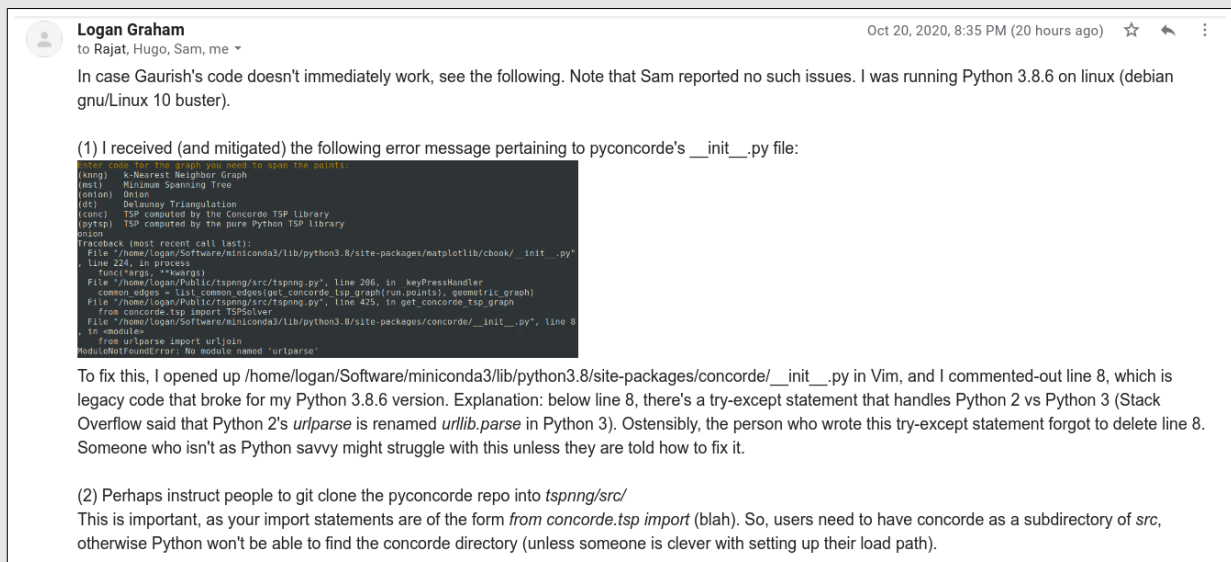 Logan Graham
Oct 20, 2020, 8:35 PM (20 hours ago)
to Rajat, Hugo, Sam, me
In case Gaurish's code doesn't immediately work, see the following. Note that Sam reported no such issues. I was running Python 3.8.6 on linux (debian
gnu/Linux 10 buster).
(1) I received (and mitigated) the following error message pertaining to pyconcorde's __init__.py file:
Enter code for the graph you need to span the points:
(knng) k-Nearest Neighbor Graph
(mst) Minimum Spanning Tree
(onion) Onion
(dt) Delaunay Triangulation
(conc) TSP computed by the Concorde TSP library
(pytsp) TSP computed by the pure Python TSP library
onion
Traceback (most recent call last):
File "/home/logan/Software/miniconda3/lib/python3.8/site-packages/matplotlib/cbook/__init__.py"
, line 224, in process
func(*args, **kwargs)
File "/home/logan/Public/tspnng/src/tspnng.py", line 206, in _keyPressHandler
common_edges = list_common_edges(get_concorde_tsp_graph(run.points), geometric_graph)
File "/home/logan/Public/tspnng/src/tspnng.py", line 425, in get_concorde_tsp_graph
from concorde.tsp import TSPSolver
File "/home/logan/Software/miniconda3/lib/python3.8/site-packages/concorde/__init__.py", line 8
, in <module>
from urlparse import urljoin
ModuleNotFoundError: No module named 'urlparse'
To fix this, I opened up /home/logan/Software/miniconda3/lib/python3.8/site-packages/concorde/__init__.py in Vim, and I commented-out line 8, which is
legacy code that broke for my Python 3.8.6 version. Explanation: below line 8, there's a try-except statement that handles Python 2 vs Python 3 (Stack
Overflow said that Python 2's urlparse is renamed urllib.parse in Python 3). Ostensibly, the person who wrote this try-except statement forgot to delete line 8.
Someone who isn't as Python savvy might struggle with this unless they are told how to fix it.
(2) Perhaps instruct people to git clone the pyconcorde repo into tspnng/src/
This is important, as your import statements are of the form from concorde.tsp import (blah). So, users need to have concorde as a subdirectory of src,
otherwise Python won't be able to find the concorde directory (unless someone is clever with setting up their load path).